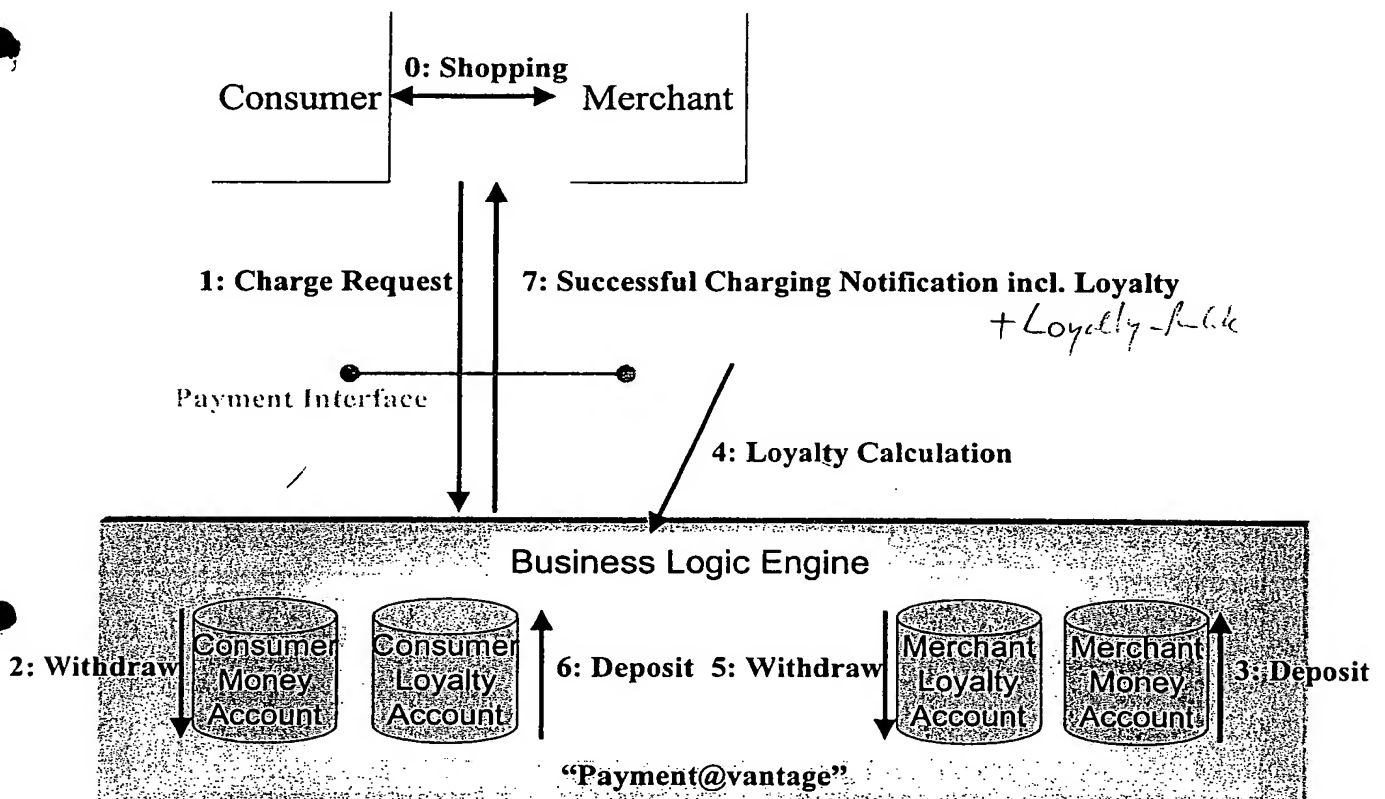 0: Shopping
Consumer
Merchant
1: Charge Request
7: Successful Charging Notification incl. Loyalty
+ Loyalty
Payment Interface
4: Loyalty Calculation
Business Logic Engine
2: Withdraw
Consumer
Money
Account
Consumer
Loyalty
Account
6: Deposit
5: Withdraw
Merchant
Loyalty
Account
Merchant
Money
Account
3: Deposit
“Payment@vantage”